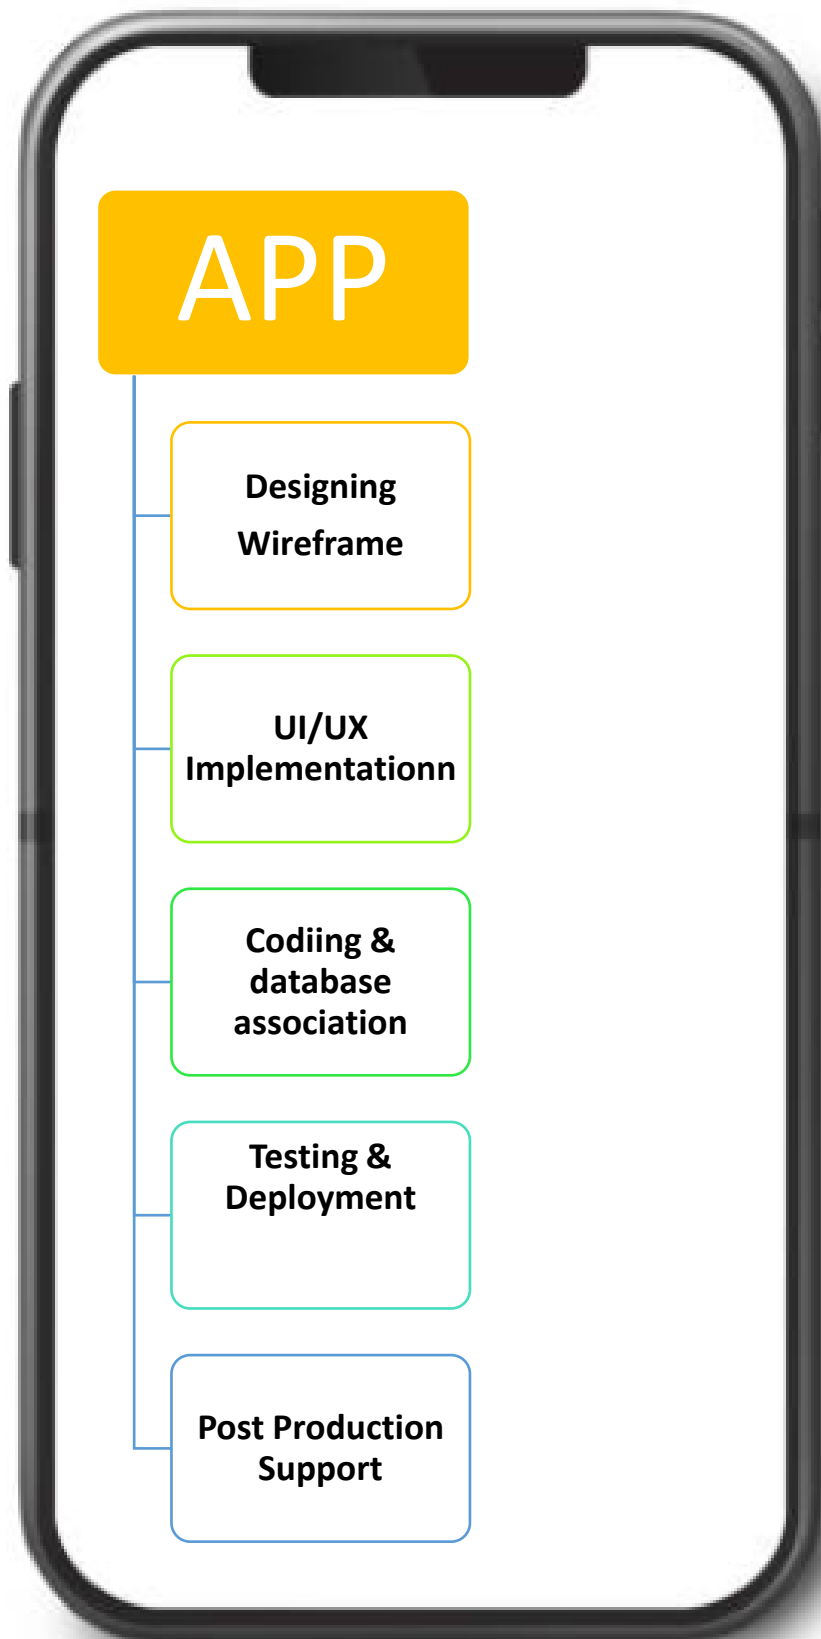 APP
Designing
Wireframe
UI/UX
Implementationn
Codiing &
database
association
Testing &
Deployment
Post Production
Support